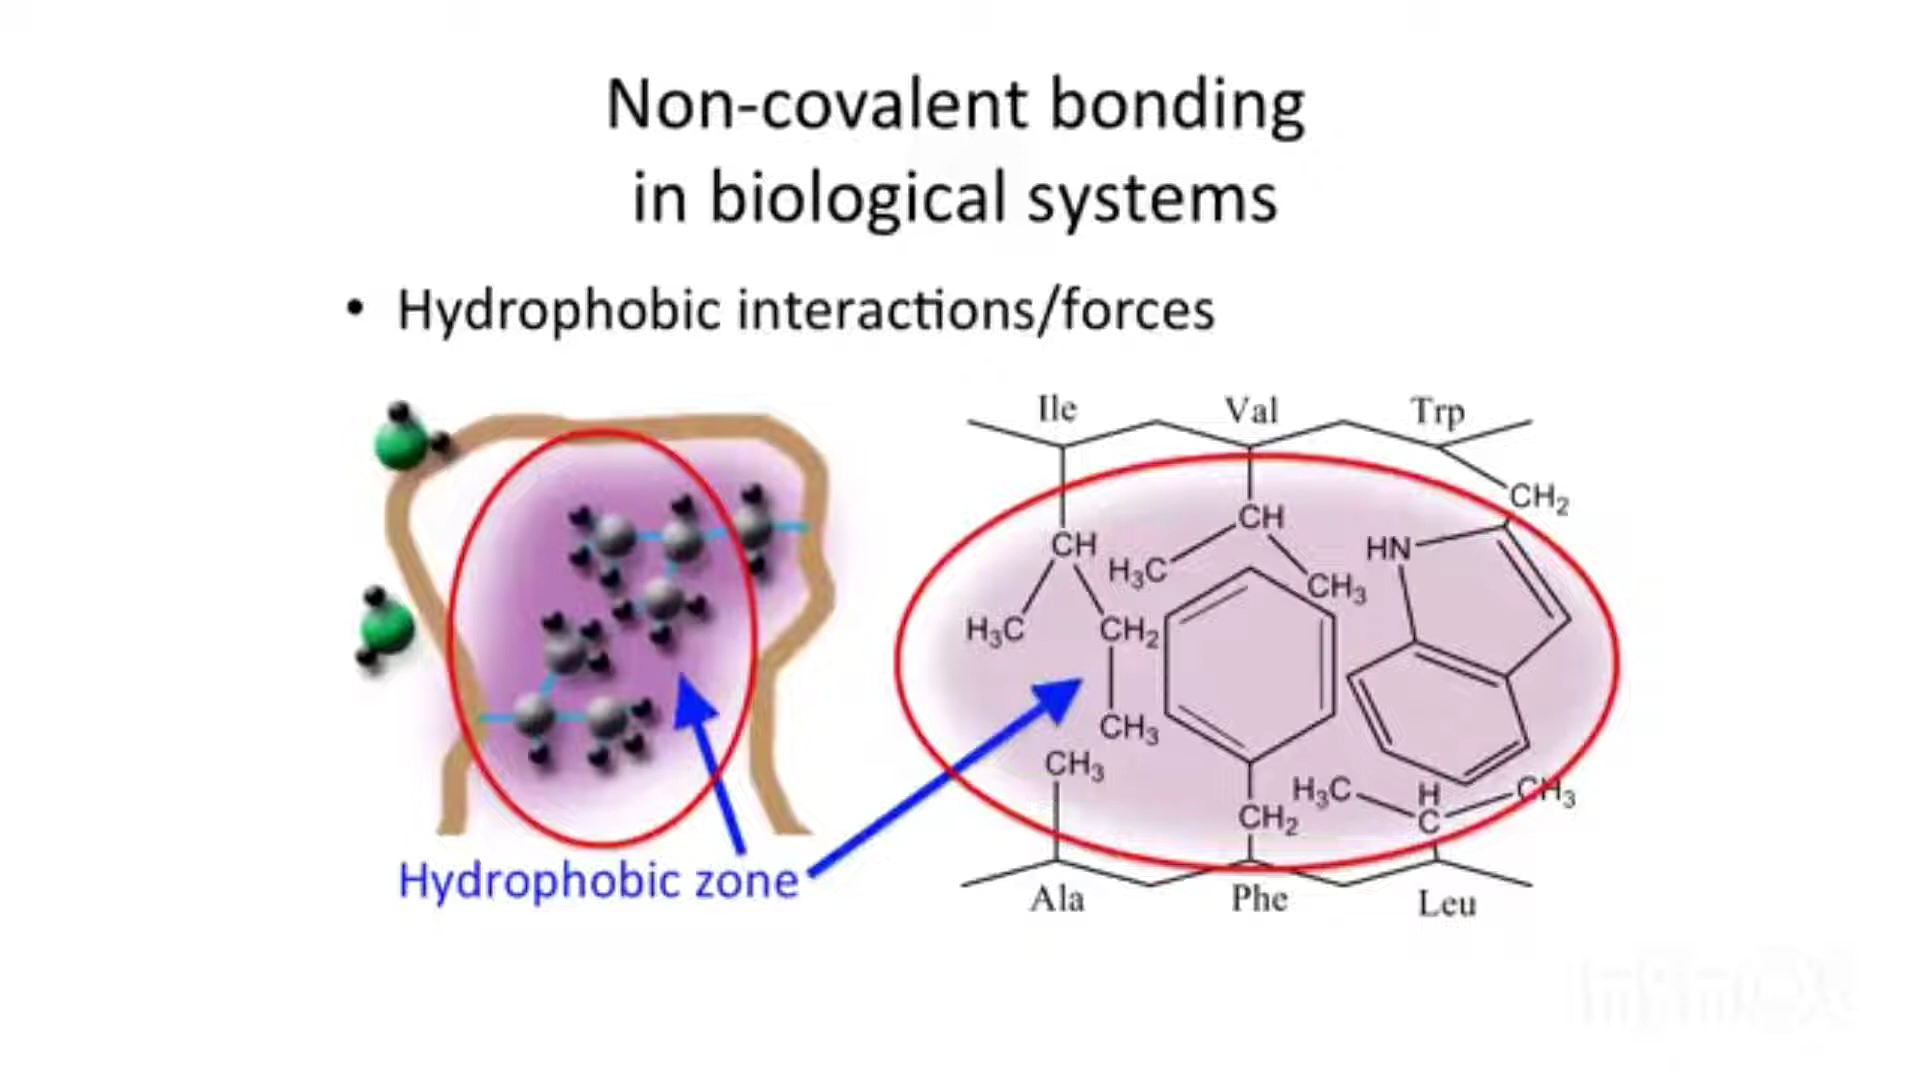 Non-covalent bonding
in biological systems
• Hydrophobic interactions/forces
Ile Val Trp
CH₂
CH
HN
CH
H₃C
CH₃
H₃C
CH₂
CH₃
CH₃
H₃C
H
CH₃
CH₂
C
Hydrophobic zone
Ala Phe Leu